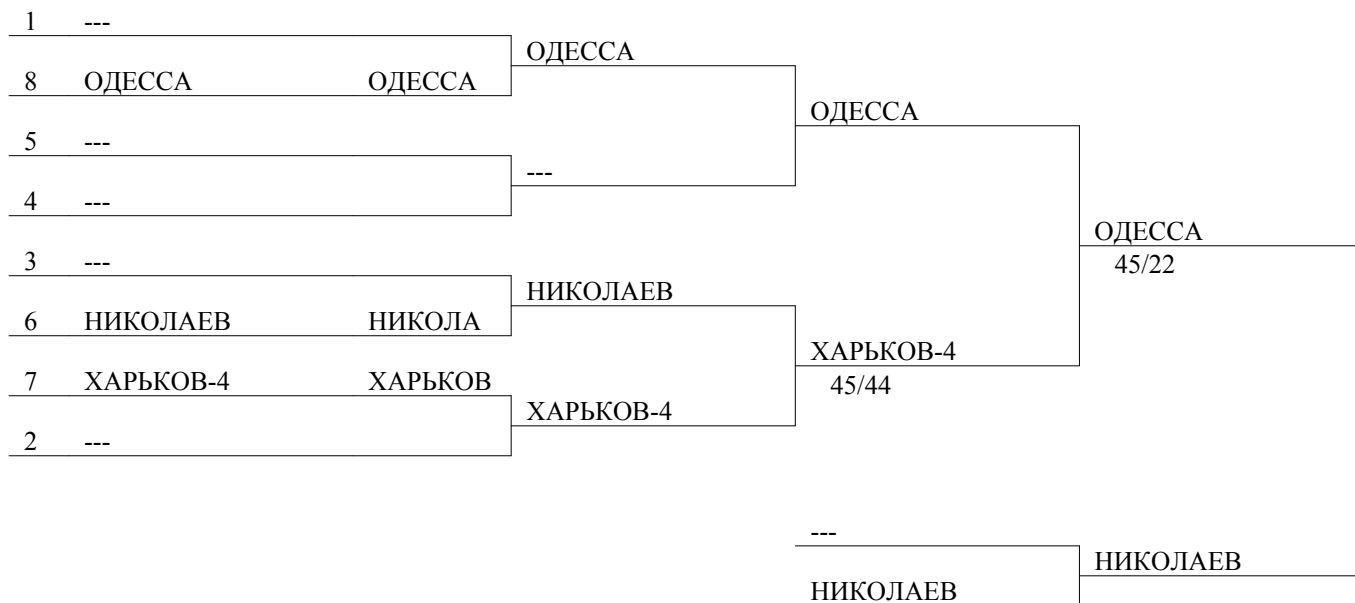 1 ---
ОДЕССА
8 ОДЕССА ОДЕССА
ОДЕССА
5 ---
---
4 ---
ОДЕССА
3 ---
45/22
НИКОЛАЕВ
6 НИКОЛАЕВ НИКОЛА
ХАРЬКОВ-4
7 ХАРЬКОВ-4 ХАРЬКОВ
45/44
ХАРЬКОВ-4
2 ---
---
НИКОЛАЕВ
НИКОЛАЕВ